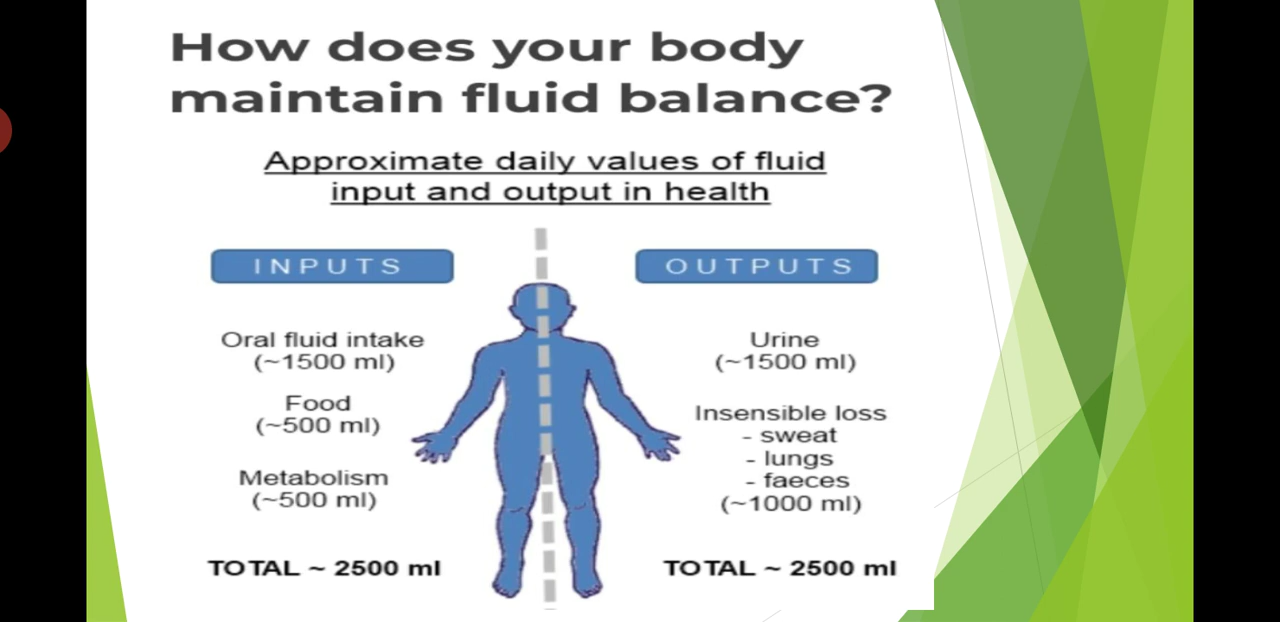 How does your body
maintain fluid balance?
Approximate daily values of fluid
input and output in health
INPUTS
Oral fluid intake
(~1500 ml)
Food
(~500 ml)
Metabolism
(~500 ml)
TOTAL ~ 2500 ml
OUTPUTS
Urine
(~1500 ml)
Insensible loss
- sweat
- lungs
- faeces
(~1000 ml)
TOTAL ~ 2500 ml